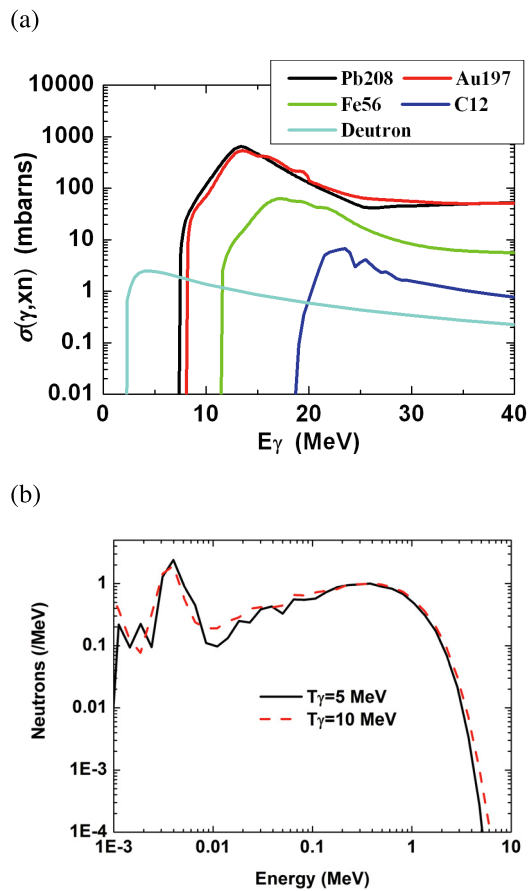 (a)
Pb208 Au197
Fe56 C12
Deutron
10000
1000
100
10
1
0.1
0.01
σ(γ,xn) (mbarns)
0 10 20 30 40
Eγ (MeV)
(b)
Neutrons (/MeV)
1
0.1
0.01
1E-3
1E-4
Tγ=5 MeV
Tγ=10 MeV
1E-3 0.01 0.1 1 10
Energy (MeV)